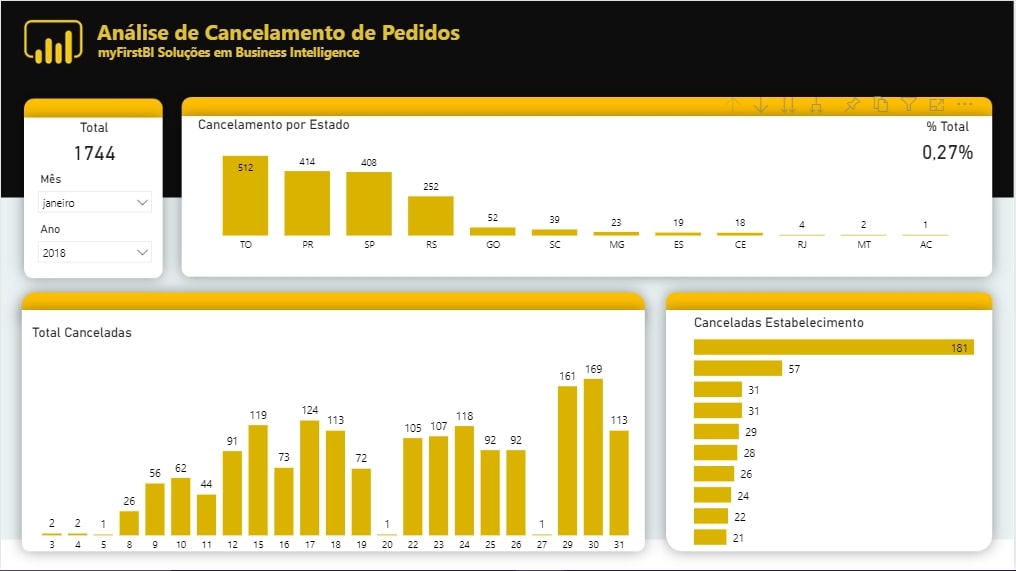 Análise de Cancelamento de Pedidos
myFirstBI Soluções em Business Intelligence
Total
1744
Mês
janeiro
Ano
2018
Cancelamento por Estado
% Total
0,27%
512 414 408 252 52 39 23 19 18 4 2 1
TO PR SP RS GO SC MG ES CE RJ MT AC
Total Canceladas
2 2 1 26 56 62 44 91 119 73 124 113 72 1 105 107 118 92 92 1 161 169 113
3 4 5 8 9 10 11 12 15 16 17 18 19 20 22 23 24 25 26 27 29 30 31
Canceladas Estabelecimento
181
57
31
31
29
28
26
24
22
21